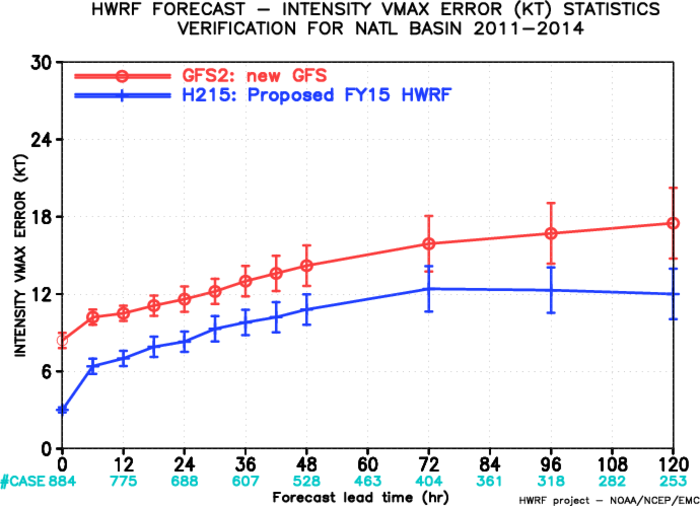 HWRF FORECAST – INTENSITY VMAX ERROR (KT) STATISTICS
VERIFICATION FOR NATL BASIN 2011–2014
GFS2: new GFS
H215: Proposed FY15 HWRF
INTENSITY VMAX ERROR (KT)
30
24
18
12
6
0
0 12 24 36 48 60 72 84 96 108 120
#CASE 884 775 688 607 528 463 404 361 318 282 253
Forecast lead time (hr)
HWRF project – NOAA/NCEP/EMC